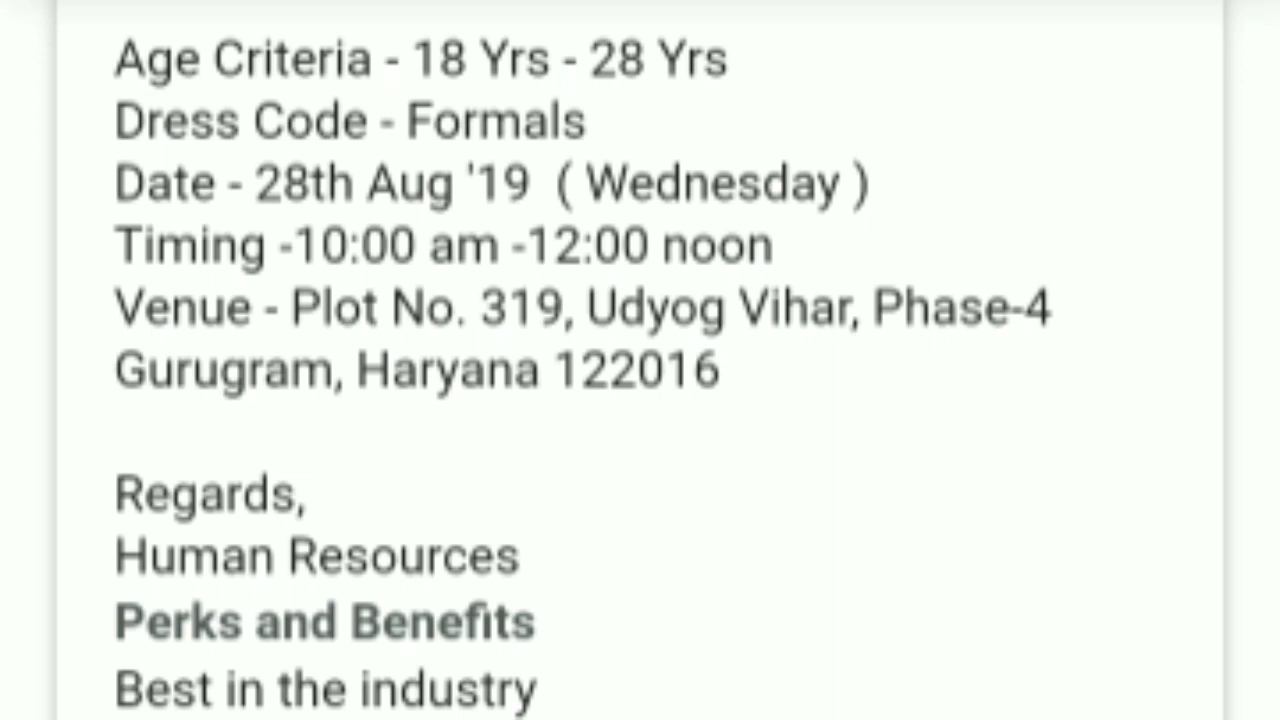 Age Criteria - 18 Yrs - 28 Yrs
Dress Code - Formals
Date - 28th Aug '19  ( Wednesday )
Timing -10:00 am -12:00 noon
Venue - Plot No. 319, Udyog Vihar, Phase-4
Gurugram, Haryana 122016
Regards,
Human Resources
Perks and Benefits
Best in the industry